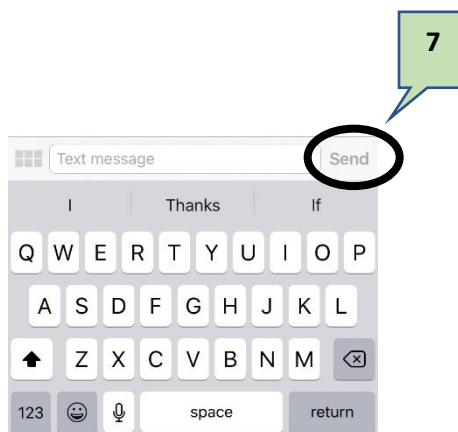 7
Text message Send
I Thanks If
Q W E R T Y U I O P
A S D F G H J K L
Z X C V B N M
123 space return